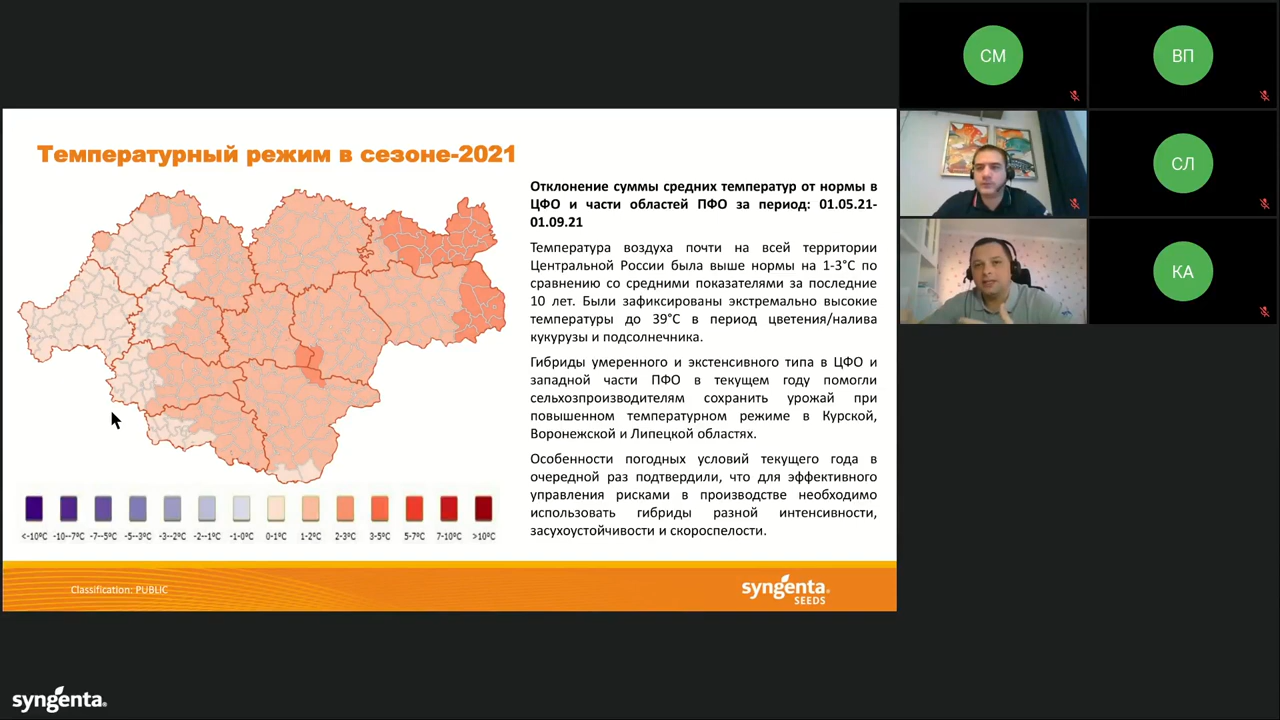 Температурный режим в сезоне-2021
Отклонение суммы средних температур от нормы в
ЦФО и части областей ПФО за период: 01.05.21-
01.09.21
Температура воздуха почти на всей территории
Центральной России была выше нормы на 1-3°С по
сравнению со средними показателями за последние
10 лет. Были зафиксированы экстремально высокие
температуры до 39°С в период цветения/налива
кукурузы и подсолнечника.
Гибриды умеренного и экстенсивного типа в ЦФО и
западной части ПФО в текущем году помогли
сельхозпроизводителям сохранить урожай при
повышенном температурном режиме в Курской,
Воронежской и Липецкой областях.
Особенности погодных условий текущего года в
очередной раз подтвердили, что для эффективного
управления рисками в производстве необходимо
использовать гибриды разной интенсивности,
засухоустойчивости и скороспелости.
<-10ºC -10--7ºC -7--5ºC -5--3ºC -3--2ºC -2--1ºC -1-0ºC 0-1ºC 1-2ºC 2-3ºC 3-5ºC 5-7ºC 7-10ºC >10ºC
Classification: PUBLIC
syngenta®
SEEDS
syngenta®
СМ
ВП
СЛ
КА